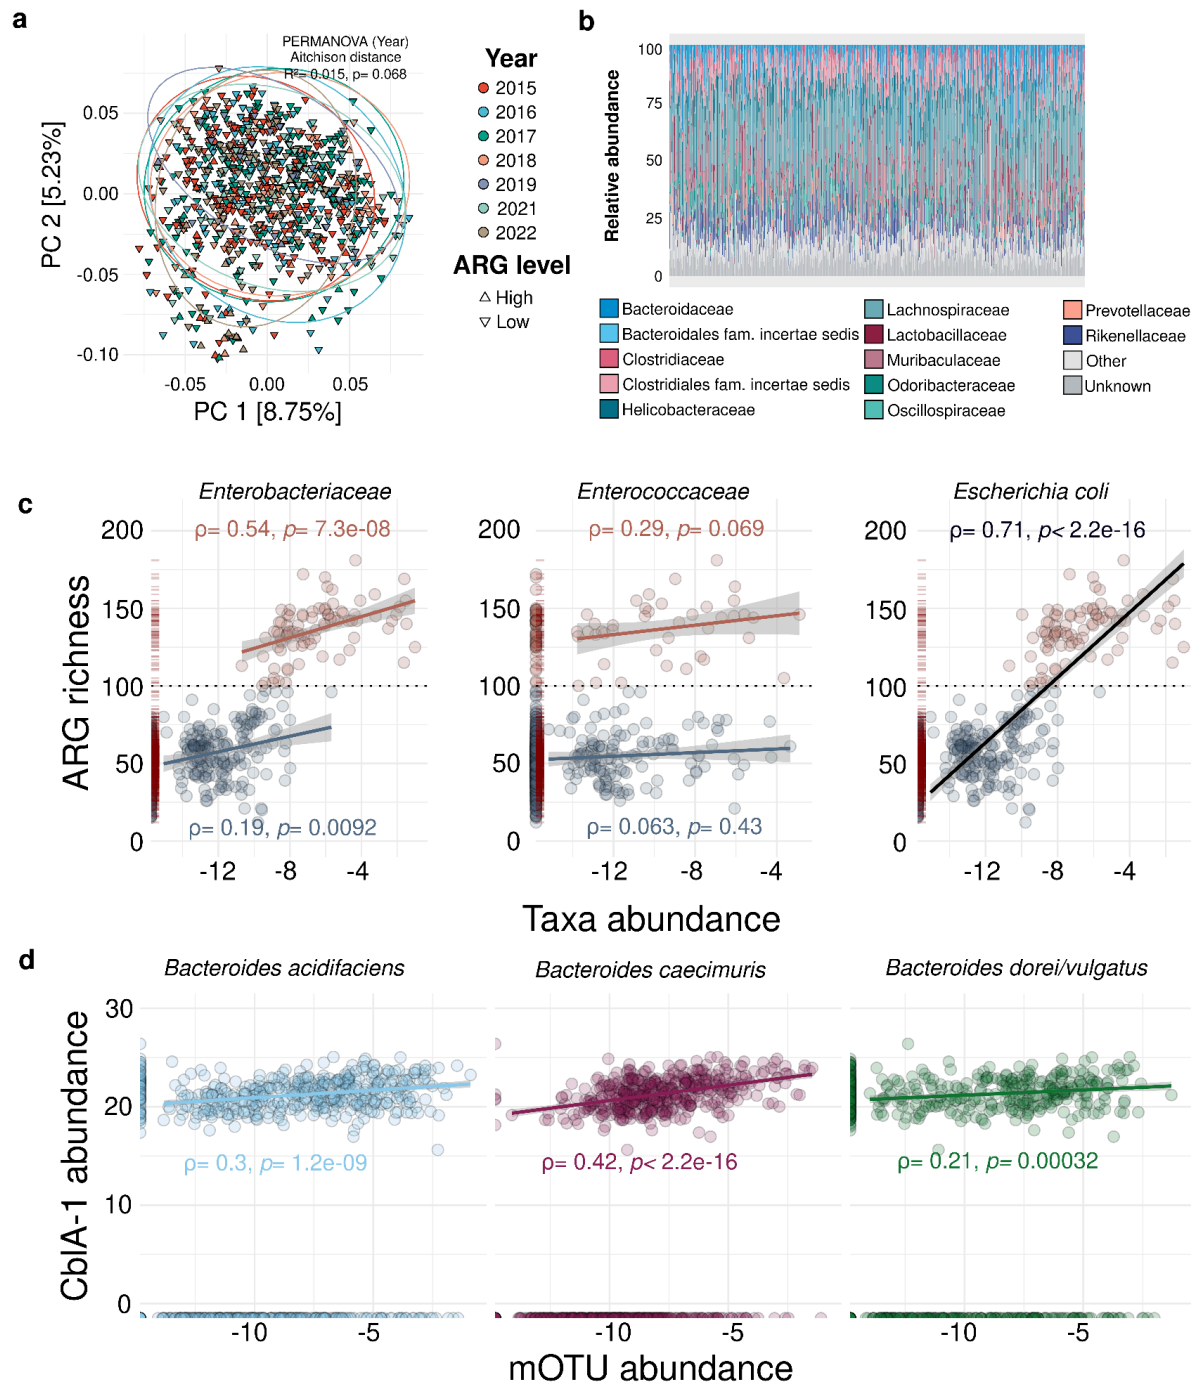 a
PERMANOVA (Year)
Aitchison distance
R²= 0.015, p= 0.068
PC 2 [5.23%]
0.05
0.00
-0.05
-0.10
-0.05
0.00
0.05
PC 1 [8.75%]
Year
2015
2016
2017
2018
2019
2021
2022
ARG level
High
Low
b
Relative abundance
100
75
50
25
0
Bacteroidaceae
Bacteroidales fam. incertae sedis
Clostridiaceae
Clostridiales fam. incertae sedis
Helicobacteraceae
Lachnospiraceae
Lactobacillaceae
Muribaculaceae
Odoribacteraceae
Oscillospiraceae
Prevotellaceae
Rikenellaceae
Other
Unknown
c
ARG richness
Enterobacteriaceae
200
150
100
50
0
ρ= 0.54, p= 7.3e-08
ρ= 0.19, p= 0.0092
-12
-8
-4
Enterococcaceae
200
150
100
50
0
ρ= 0.29, p= 0.069
ρ= 0.063, p= 0.43
-12
-8
-4
Escherichia coli
200
150
100
50
0
ρ= 0.71, p< 2.2e-16
-12
-8
-4
Taxa abundance
d
CblA-1 abundance
30
20
10
0
Bacteroides acidifaciens
ρ= 0.3, p= 1.2e-09
-10
-5
Bacteroides caecimuris
ρ= 0.42, p< 2.2e-16
-10
-5
Bacteroides dorei/vulgatus
ρ= 0.21, p= 0.00032
-10
-5
mOTU abundance